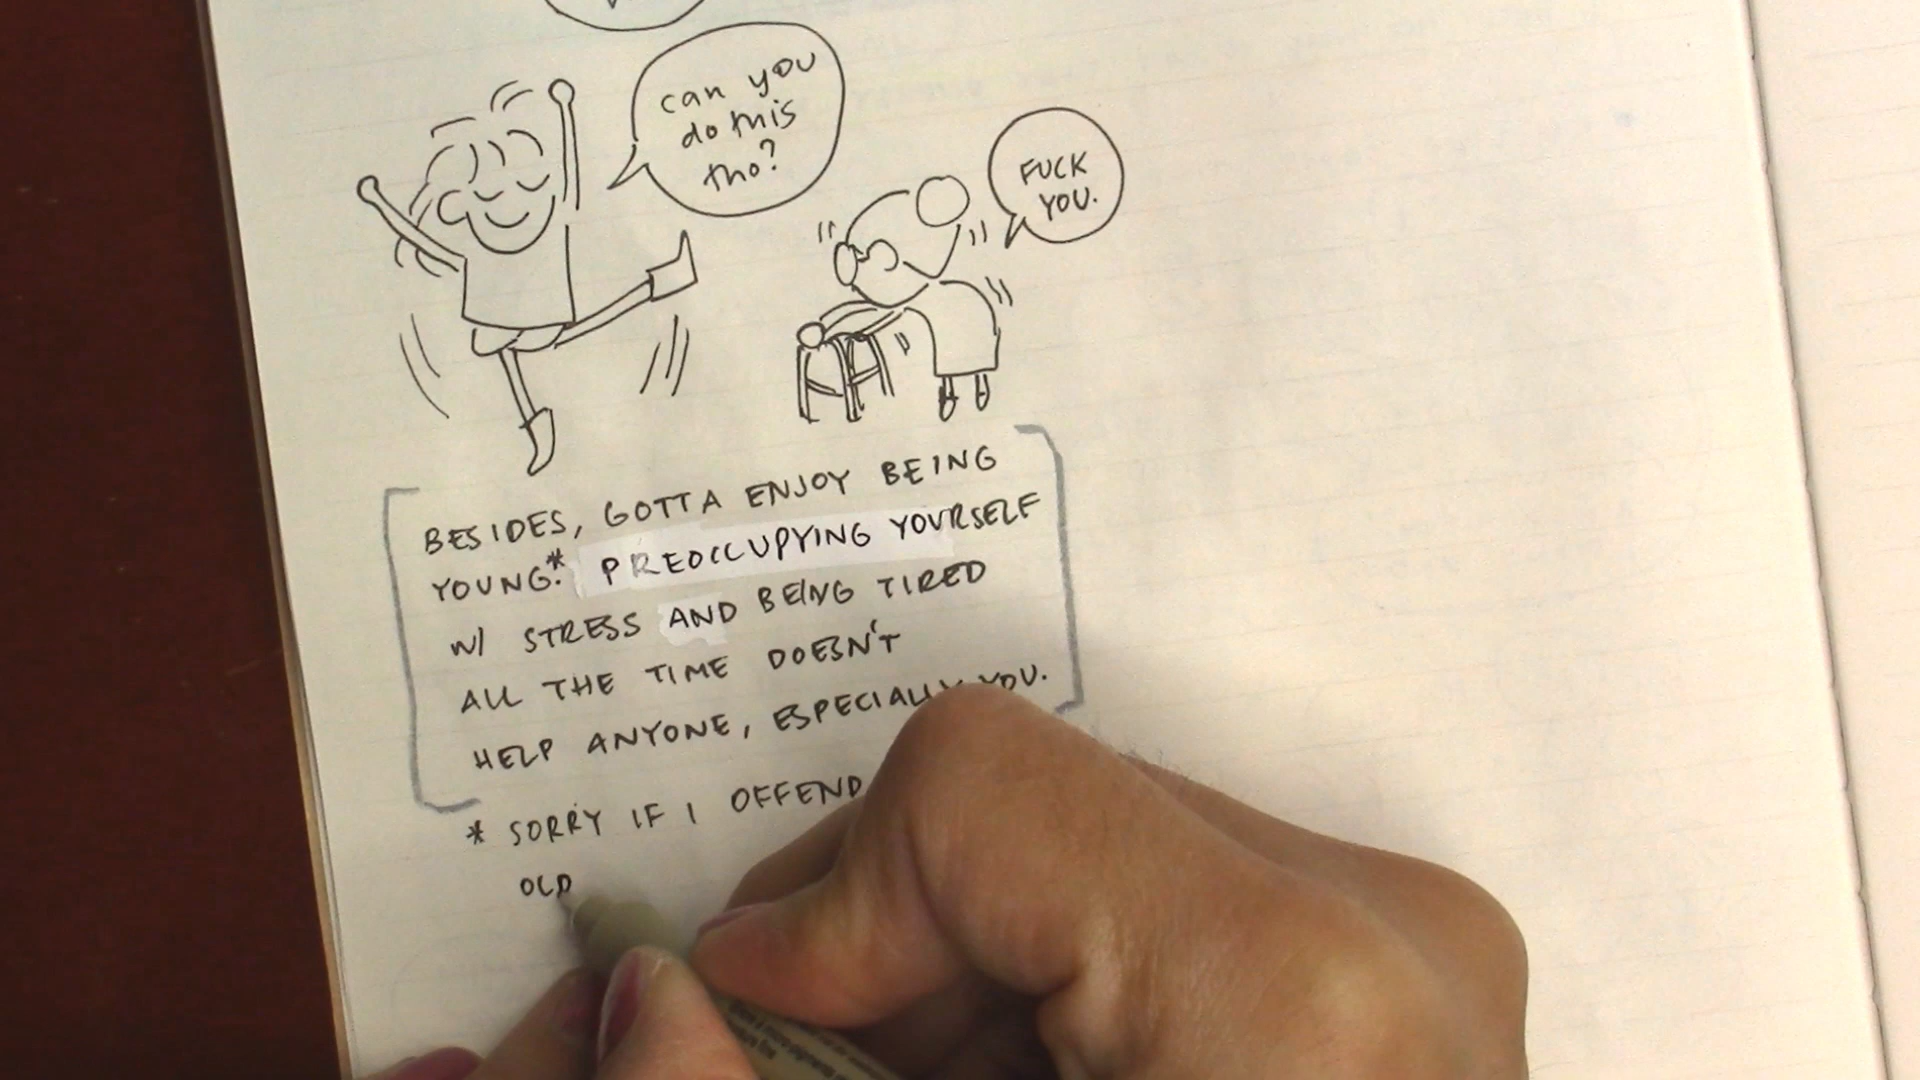 can you
do this
tho?
FUCK
YOU.
BESIDES, GOTTA ENJOY BEING
YOUNG.* PREOCCUPYING YOURSELF
W/ STRESS AND BEING TIRED
ALL THE TIME DOESN'T
HELP ANYONE, ESPECIALLY YOU.
* SORRY IF I OFFEND
OLD